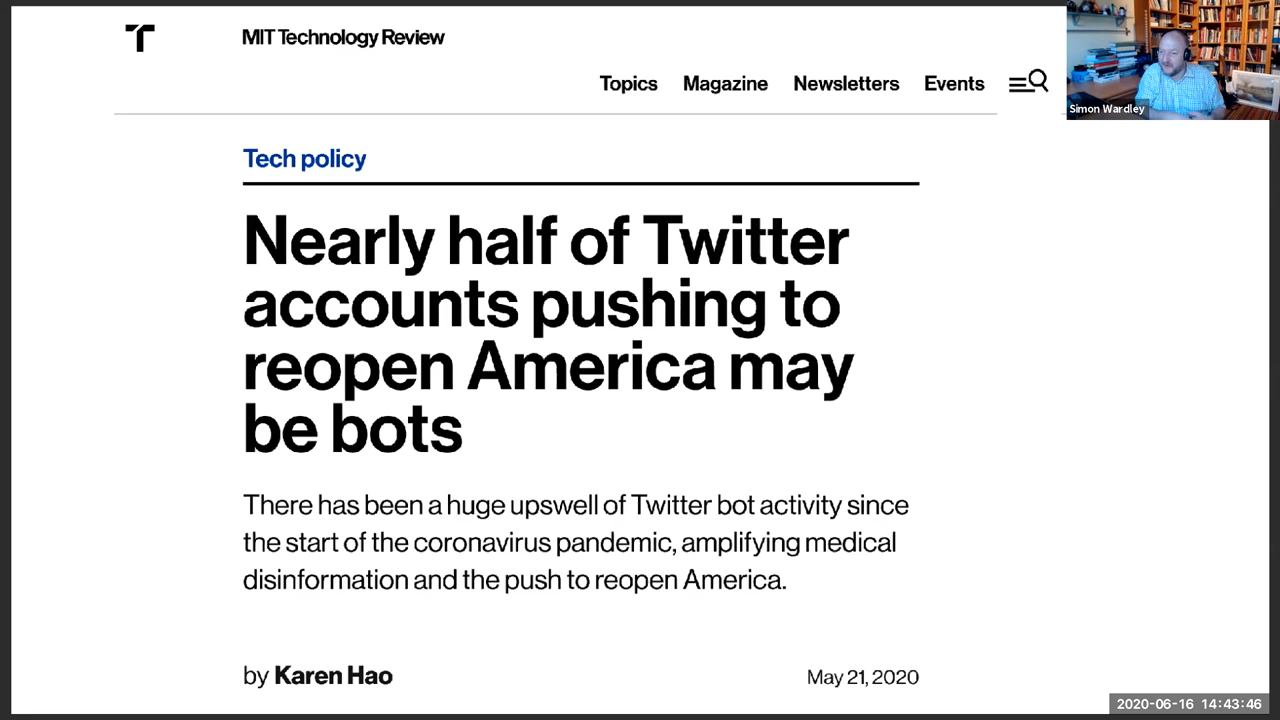 MIT Technology Review
Topics Magazine Newsletters Events
Simon Wardley
Tech policy
Nearly half of Twitter
accounts pushing to
reopen America may
be bots
There has been a huge upswell of Twitter bot activity since
the start of the coronavirus pandemic, amplifying medical
disinformation and the push to reopen America.
by Karen Hao
May 21, 2020
2020-06-16 14:43:46